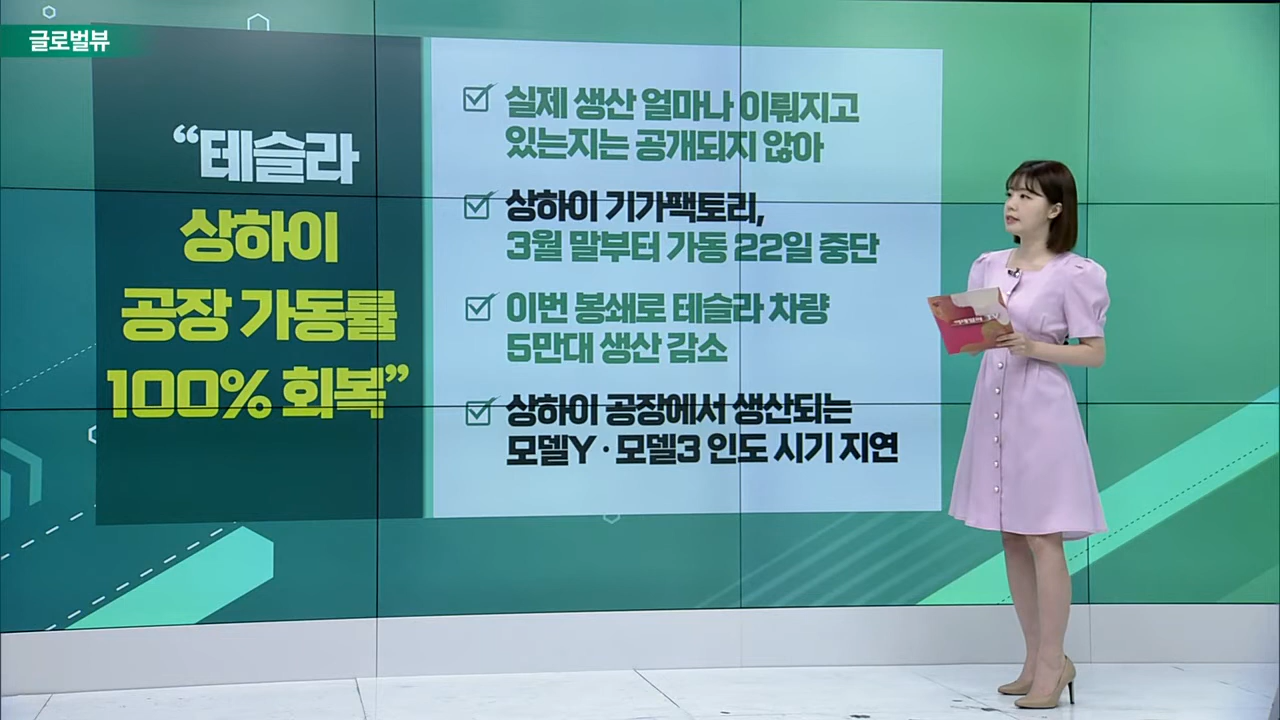 글로벌뷰
“테슬라
상하이
공장 가동률
100% 회복”
실제 생산 얼마나 이뤄지고
있는지는 공개되지 않아
상하이 기가팩토리,
3월 말부터 가동 22일 중단
이번 봉쇄로 테슬라 차량
5만대 생산 감소
상하이 공장에서 생산되는
모델Y · 모델3 인도 시기 지연